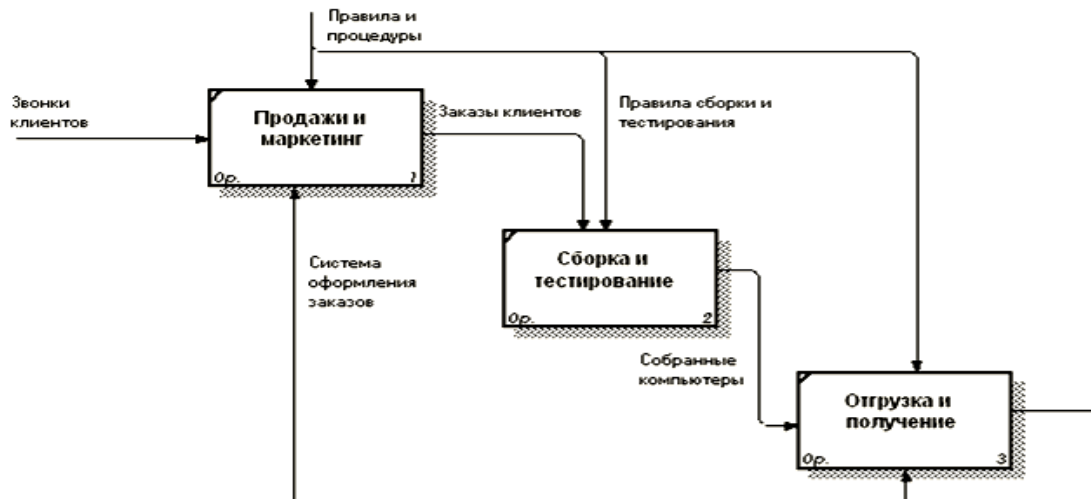 Правила и
процедуры
Звонки
клиентов
Продажи и
маркетинг
0р.
1
Заказы клиентов
Правила сборки и
тестирования
Система
оформления
заказов
Сборка и
тестирование
0р.
2
Собранные
компьютеры
Отгрузка и
получение
0р.
3